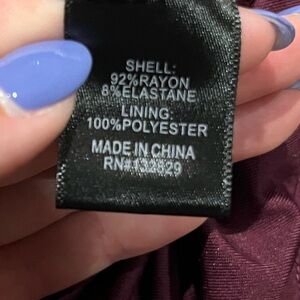 SHELL:
92%RAYON
8%ELASTANE
LINING:
100%POLYESTER
MADE IN CHINA
RN#132829